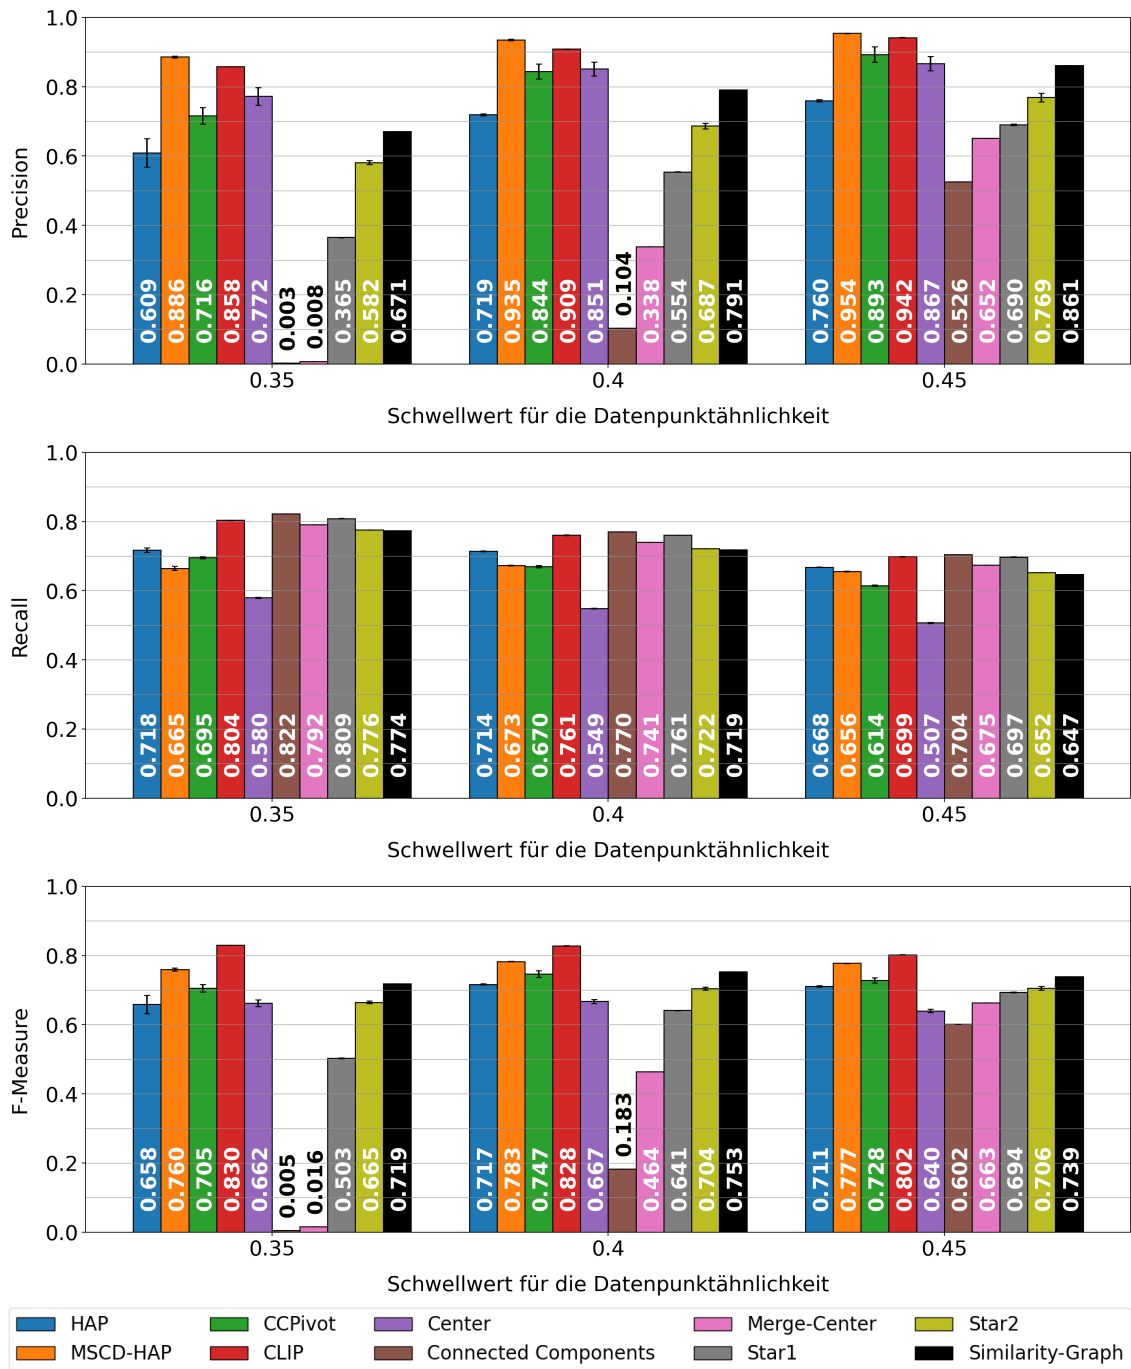 1.0
0.8
0.6
0.4
0.2
0.0
Precision
0.609 0.886 0.716 0.858 0.772 0.003 0.008 0.365 0.582 0.671
0.719 0.935 0.844 0.909 0.851 0.104 0.338 0.554 0.687 0.791
0.760 0.954 0.893 0.942 0.867 0.526 0.652 0.690 0.769 0.861
0.35 0.4 0.45
Schwellwert für die Datenpunktähnlichkeit
1.0
0.8
0.6
0.4
0.2
0.0
Recall
0.718 0.665 0.695 0.804 0.580 0.822 0.792 0.809 0.776 0.774
0.714 0.673 0.670 0.761 0.549 0.770 0.741 0.761 0.722 0.719
0.668 0.656 0.614 0.699 0.507 0.704 0.675 0.697 0.652 0.647
0.35 0.4 0.45
Schwellwert für die Datenpunktähnlichkeit
1.0
0.8
0.6
0.4
0.2
0.0
F-Measure
0.658 0.760 0.705 0.830 0.662 0.005 0.016 0.503 0.665 0.719
0.717 0.783 0.747 0.828 0.667 0.183 0.464 0.641 0.704 0.753
0.711 0.777 0.728 0.802 0.640 0.602 0.663 0.694 0.706 0.739
0.35 0.4 0.45
Schwellwert für die Datenpunktähnlichkeit
HAP CCPivot Center Merge-Center Star2
MSCD-HAP CLIP Connected Components Star1 Similarity-Graph